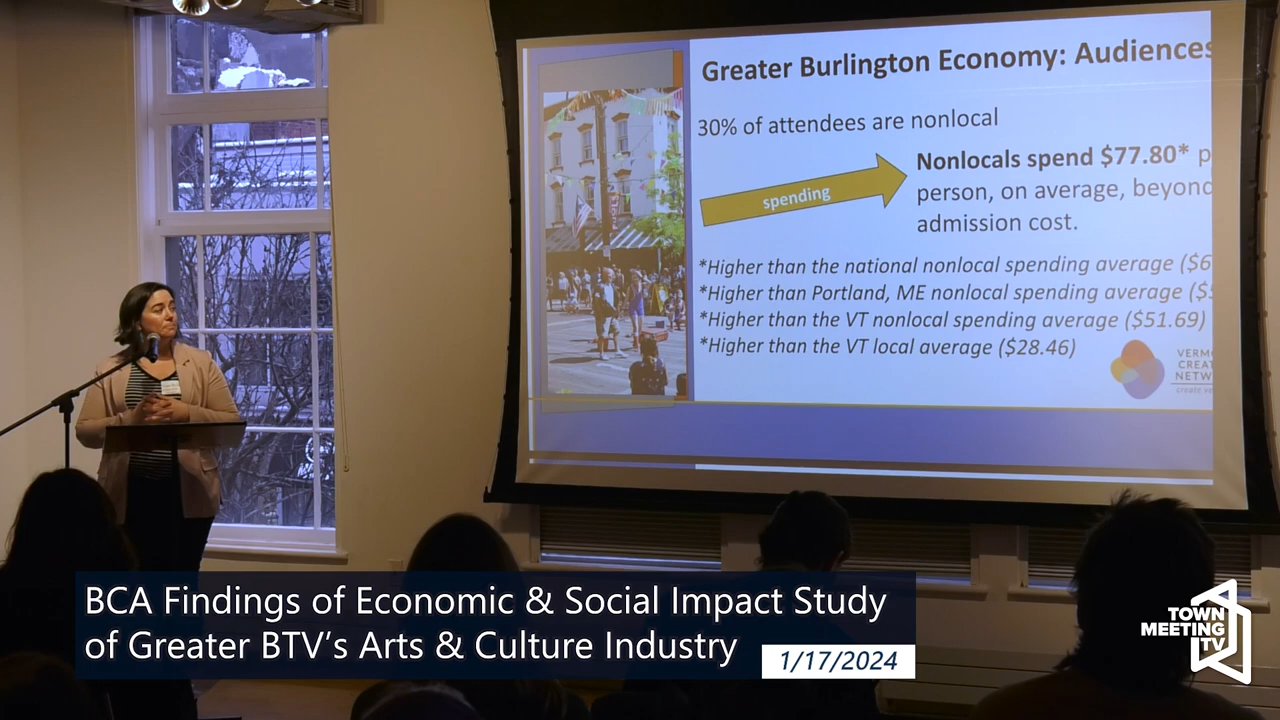 Greater Burlington Economy: Audiences
30% of attendees are nonlocal
Nonlocals spend $77.80* p
person, on average, beyond
admission cost.
spending
*Higher than the national nonlocal spending average ($6
*Higher than Portland, ME nonlocal spending average ($
*Higher than the VT nonlocal spending average ($51.69)
*Higher than the VT local average ($28.46)
VERM
CREAT
NETW
create
BCA Findings of Economic & Social Impact Study
of Greater BTV's Arts & Culture Industry
1/17/2024
TOWN
MEETING
TV